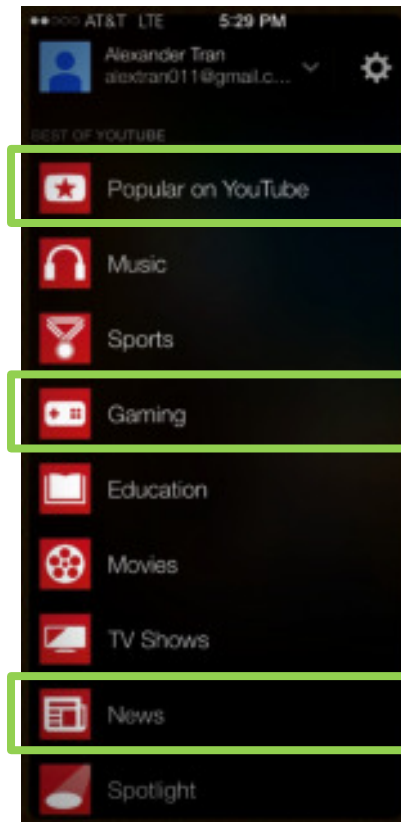 AT&T LTE 5:29 PM
Alexander Tran
alextran011@gmail.c...
BEST OF YOUTUBE
Popular on YouTube
Music
Sports
Gaming
Education
Movies
TV Shows
News
Spotlight